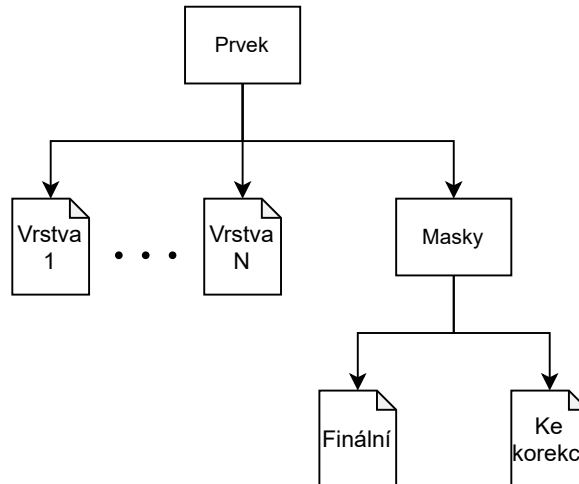 Prvek
Vrstva
1
. . .
Vrstva
N
Masky
Finální
Ke
korekc